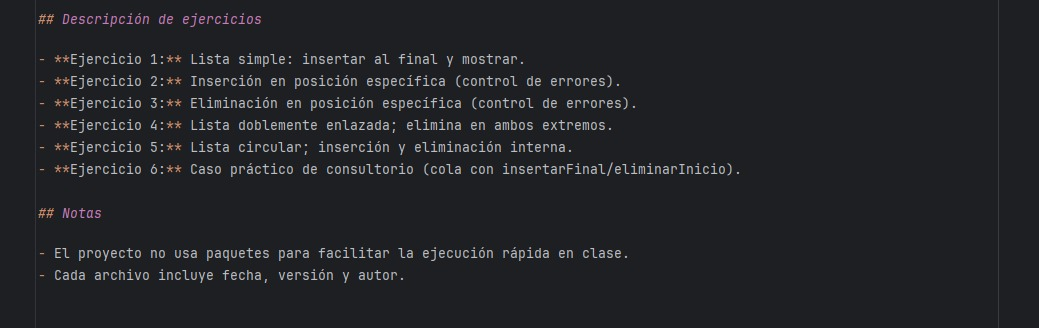 ## Descripción de ejercicios
- **Ejercicio 1:** Lista simple: insertar al final y mostrar.
- **Ejercicio 2:** Inserción en posición específica (control de errores).
- **Ejercicio 3:** Eliminación en posición específica (control de errores).
- **Ejercicio 4:** Lista doblemente enlazada; elimina en ambos extremos.
- **Ejercicio 5:** Lista circular; inserción y eliminación interna.
- **Ejercicio 6:** Caso práctico de consultorio (cola con insertarFinal/eliminarInicio).
## Notas
- El proyecto no usa paquetes para facilitar la ejecución rápida en clase.
- Cada archivo incluye fecha, versión y autor.